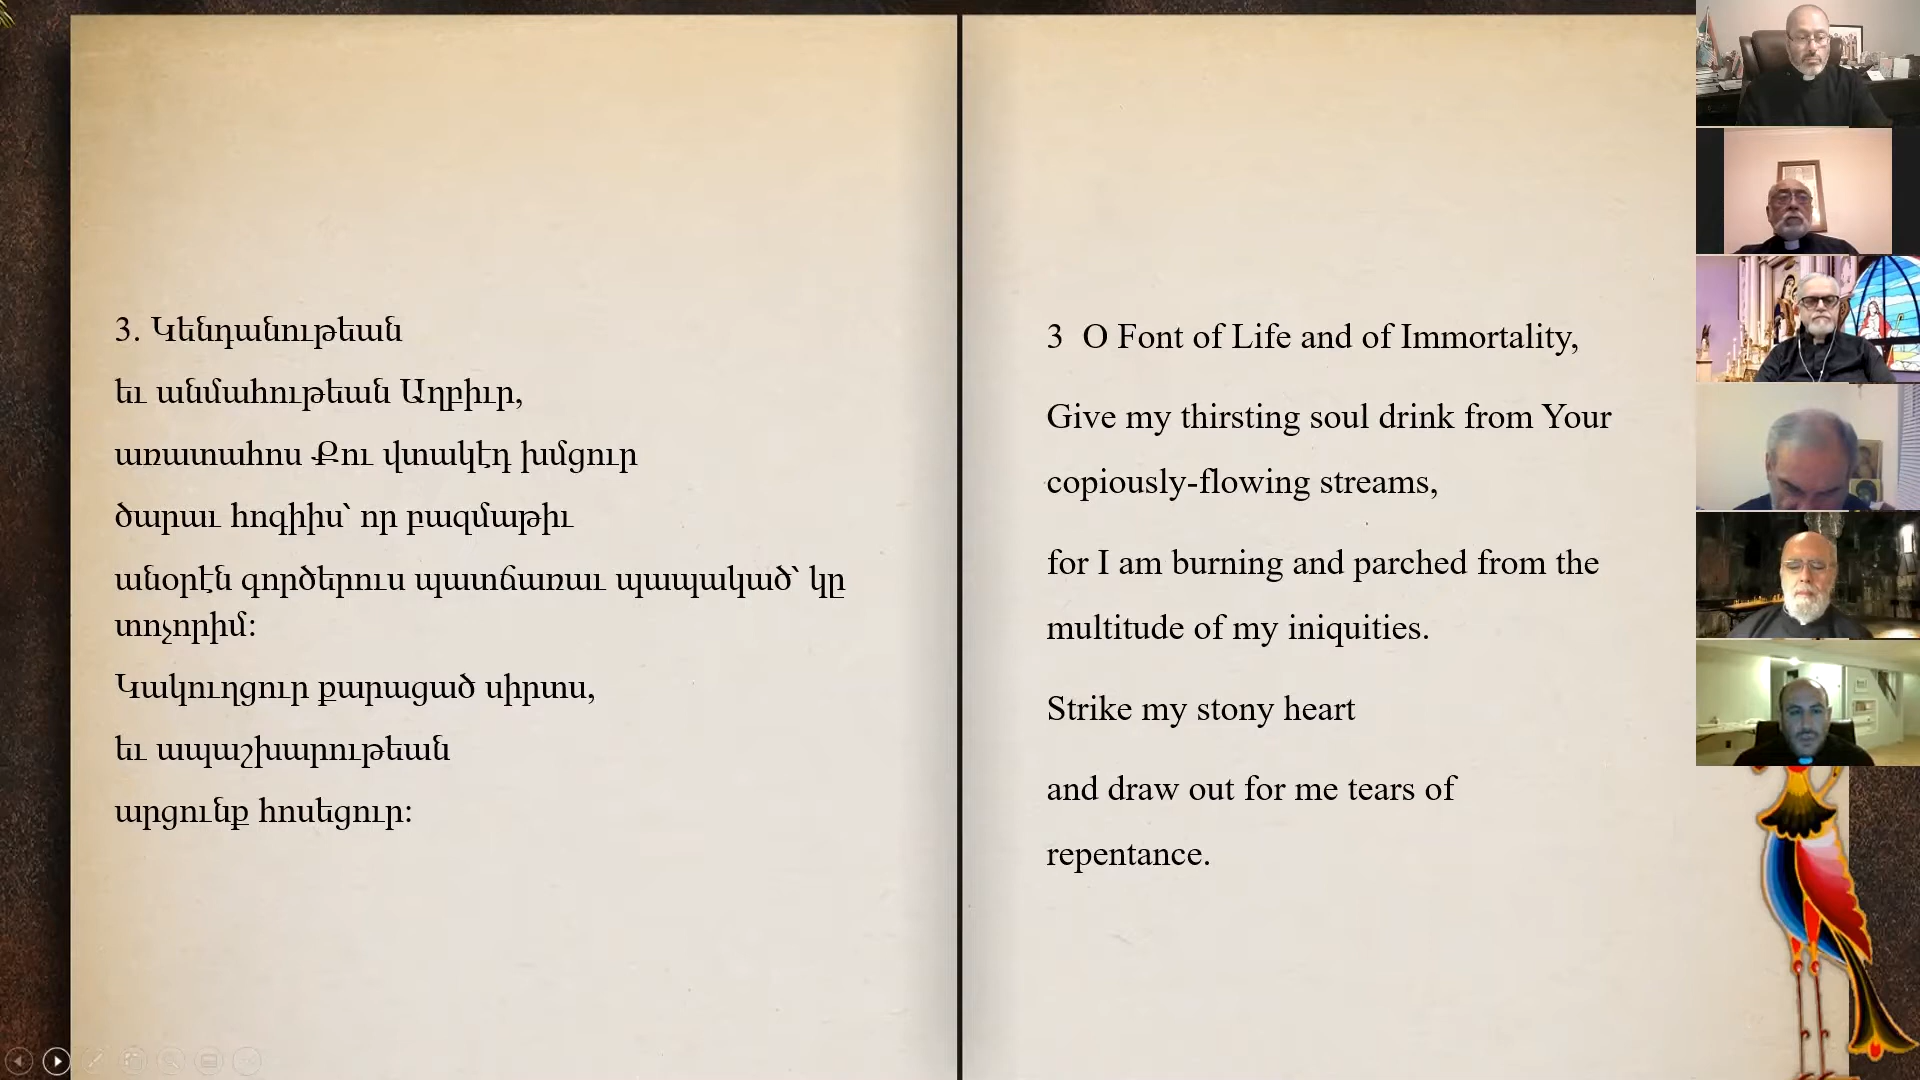 3. Կենդանութեան
եւ անմահութեան Աղբիւր,
առատահոս Քու վտակէդ խմցուր
ծարաւ հոգիիս՝ որ բազմաթիւ
անօրէն գործերուս պատճառաւ պապակած՝ կը
տոչորիմ:
Կակուղցուր քարացած սիրտս,
եւ ապաշխարութեան
արցունք հոսեցուր:
3 O Font of Life and of Immortality,
Give my thirsting soul drink from Your
copiously-flowing streams,
for I am burning and parched from the
multitude of my iniquities.
Strike my stony heart
and draw out for me tears of
repentance.